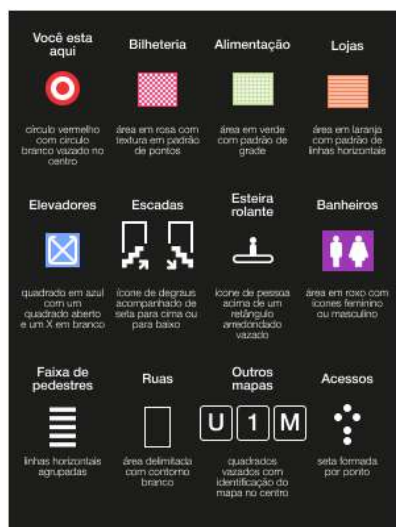 Você esta
aqui
círculo vermelho
com círculo
branco vazado no
centro
Bilheteria
área em rosa com
textura em padrão
de pontos
Alimentação
área em verde
com padrão de
grade
Lojas
área em laranja
com padrão de
linhas horizontais
Elevadores
quadrado em azul
com um
quadrado aberto
e um X em branco
Escadas
ícone de degraus
acompanhado de
seta para cima ou
para baixo
Esteira
rolante
ícone de pessoa
acima de um
retângulo
arredondado
vazado
Banheiros
área em roxo com
ícones feminino
ou masculino
Faixa de
pedestres
linhas horizontais
agrupadas
Ruas
área delimitada
com contorno
branco
Outros
mapas
U 1 M
quadrados
vazados com
identificação do
mapa no centro
Acessos
seta formada
por ponto